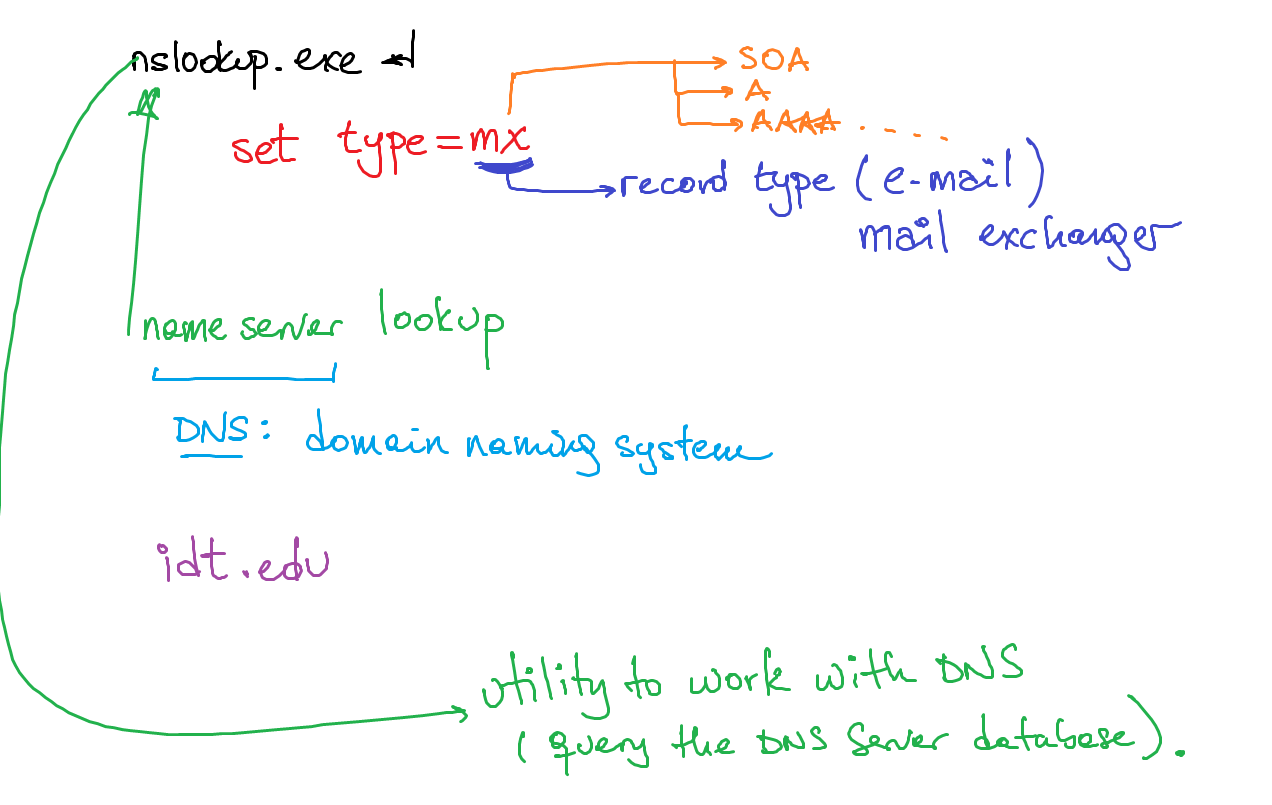 nslookup.exe ↵
SOA
A
AAAA . . . . .
set type=mx
record type (e-mail)
mail exchanger
name server lookup
DNS: domain naming system
idt.edu
utility to work with DNS
(query the DNS Server database).